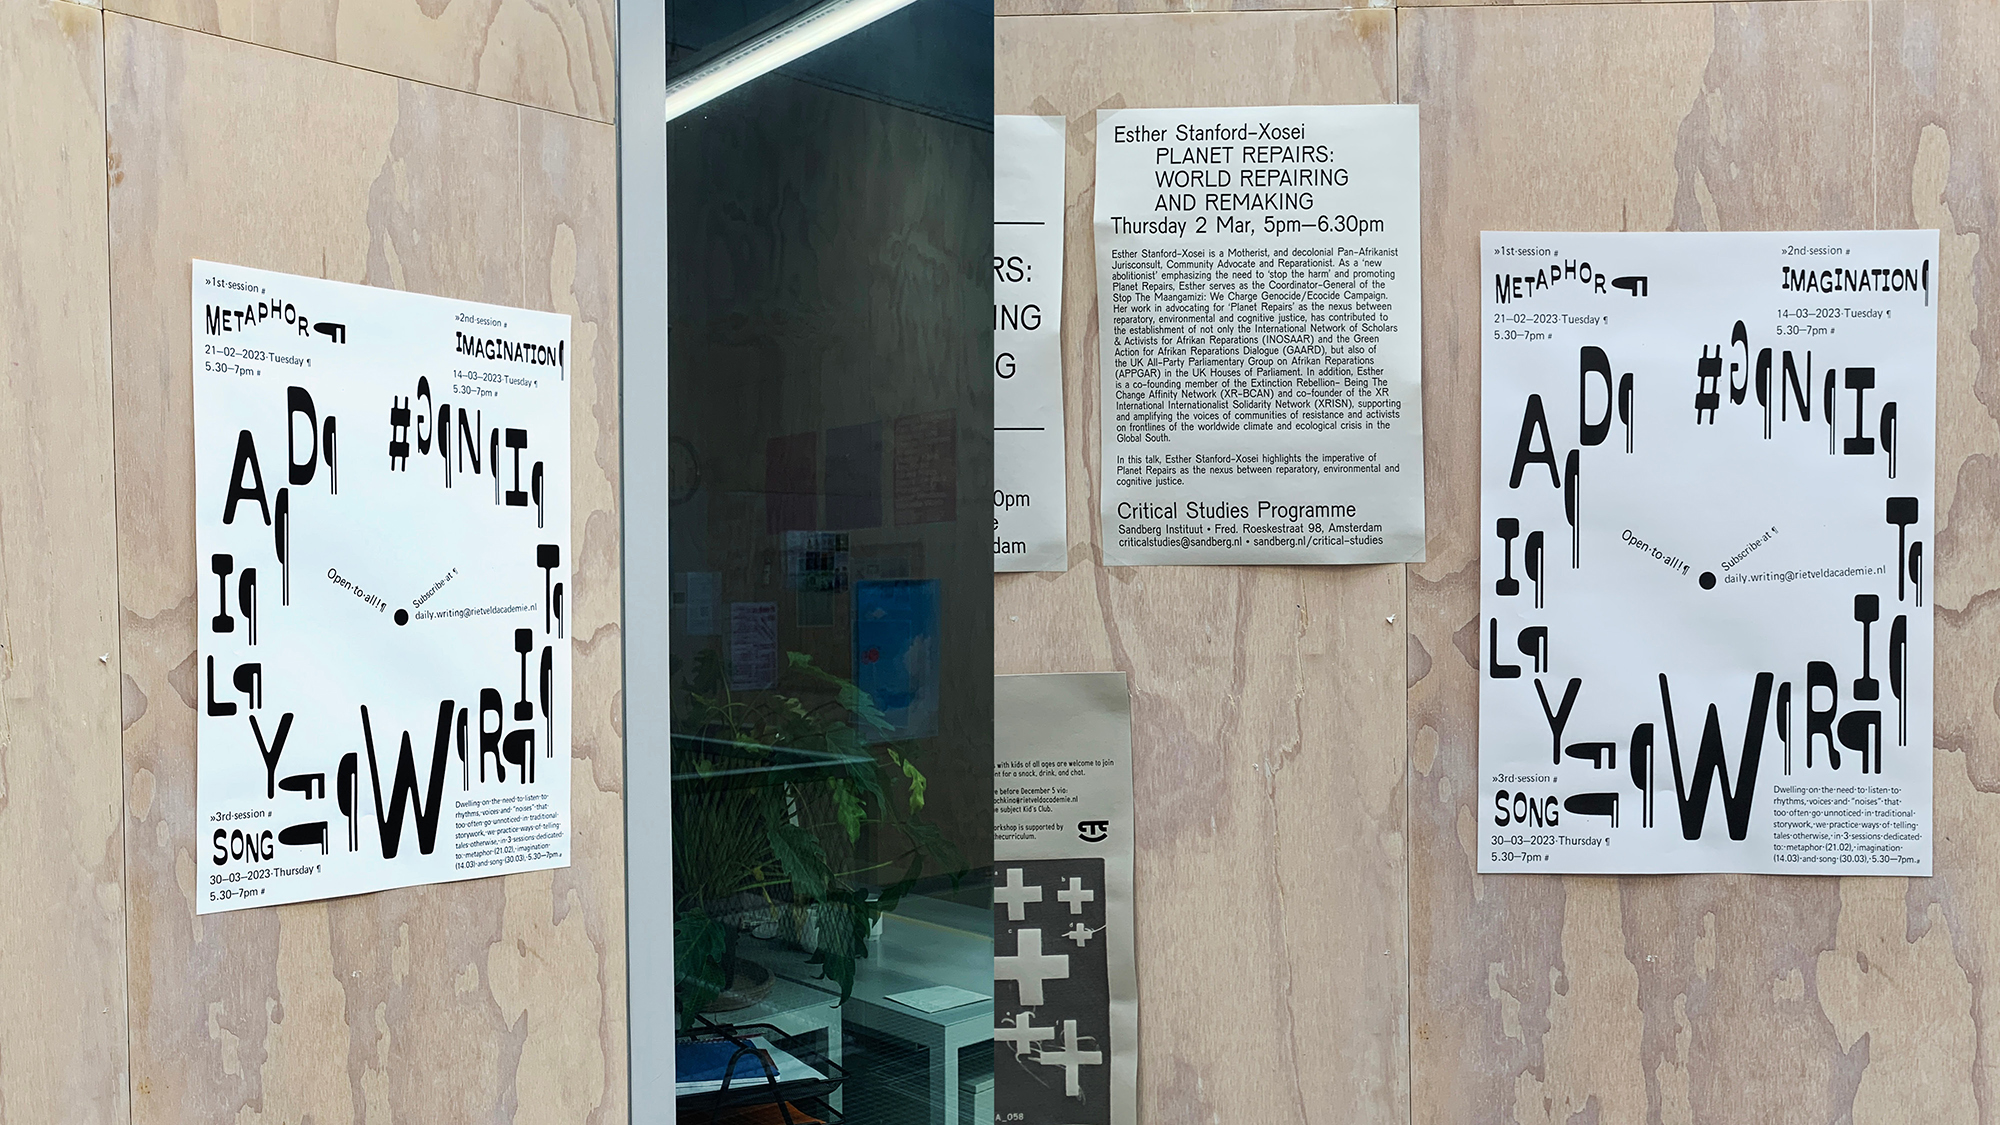 »1st·session #
METAPHOR¶
21—02—2023·Tuesday ¶
5.30—7pm #
»2nd·session #
IMAGINATION¶
14—03—2023·Tuesday ¶
5.30—7pm #
D¶
A¶
I¶
L¶
Y¶
¶W¶
R¶
I¶
T¶
I¶
N¶
G¶
#
Open·to·all!¶
Subscribe·at·¶
daily.writing@rietveldacademie.nl
»3rd·session #
SONG¶
30—03—2023·Thursday ¶
5.30—7pm #
Dwelling·on·the·need·to·listen·to·
rhythms,·voices·and·"noises"·that·
too·often·go·unnoticed·in·traditional·
storywork,·we·practice·ways·of·telling·
tales·otherwise,·in·3·sessions·dedicated·
to:·metaphor·(21.02),·imagination·
(14.03)·and·song·(30.03),·5.30—7pm.#
RS:
ING
G
0pm
e
dam
Esther Stanford–Xosei
PLANET REPAIRS:
WORLD REPAIRING
AND REMAKING
Thursday 2 Mar, 5pm—6.30pm
Esther Stanford–Xosei is a Motherist, and decolonial Pan–Afrikanist
Jurisconsult, Community Advocate and Reparationist. As a 'new
abolitionist' emphasizing the need to 'stop the harm' and promoting
Planet Repairs, Esther serves as the Coordinator–General of the
Stop The Maangamizi: We Charge Genocide/Ecocide Campaign.
Her work in advocating for 'Planet Repairs' as the nexus between
reparatory, environmental and cognitive justice, has contributed to
the establishment of not only the International Network of Scholars
& Activists for Afrikan Reparations (INOSAAR) and the Green
Action for Afrikan Reparations Dialogue (GAARD), but also of
the UK All–Party Parliamentary Group on Afrikan Reparations
(APPGAR) in the UK Houses of Parliament. In addition, Esther
is a co–founding member of the Extinction Rebellion– Being The
Change Affinity Network (XR–BCAN) and co–founder of the XR
International Internationalist Solidarity Network (XRISN), supporting
and amplifying the voices of communities of resistance and activists
on frontlines of the worldwide climate and ecological crisis in the
Global South.
In this talk, Esther Stanford–Xosei highlights the imperative of
Planet Repairs as the nexus between reparatory, environmental and
cognitive justice.
Critical Studies Programme
Sandberg Instituut • Fred. Roeskestraat 98, Amsterdam
criticalstudies@sandberg.nl • sandberg.nl/critical–studies
s with kids of all ages are welcome to join
ent for a snack, drink, and chat.
e before December 5 via:
ochkina@rietveldacademie.nl
e subject Kid's Club.
orkshop is supported by
thecurriculum.
A_058
»1st·session #
METAPHOR¶
21—02—2023·Tuesday ¶
5.30—7pm #
»2nd·session #
IMAGINATION¶
14—03—2023·Tuesday ¶
5.30—7pm #
D¶
A¶
I¶
L¶
Y¶
¶W¶
R¶
I¶
T¶
I¶
N¶
G¶
#
Open·to·all!¶
Subscribe·at·¶
daily.writing@rietveldacademie.nl
»3rd·session #
SONG¶
30—03—2023·Thursday ¶
5.30—7pm #
Dwelling·on·the·need·to·listen·to·
rhythms,·voices·and·"noises"·that·
too·often·go·unnoticed·in·traditional·
storywork,·we·practice·ways·of·telling·
tales·otherwise,·in·3·sessions·dedicated·
to:·metaphor·(21.02),·imagination·
(14.03)·and·song·(30.03),·5.30—7pm.#